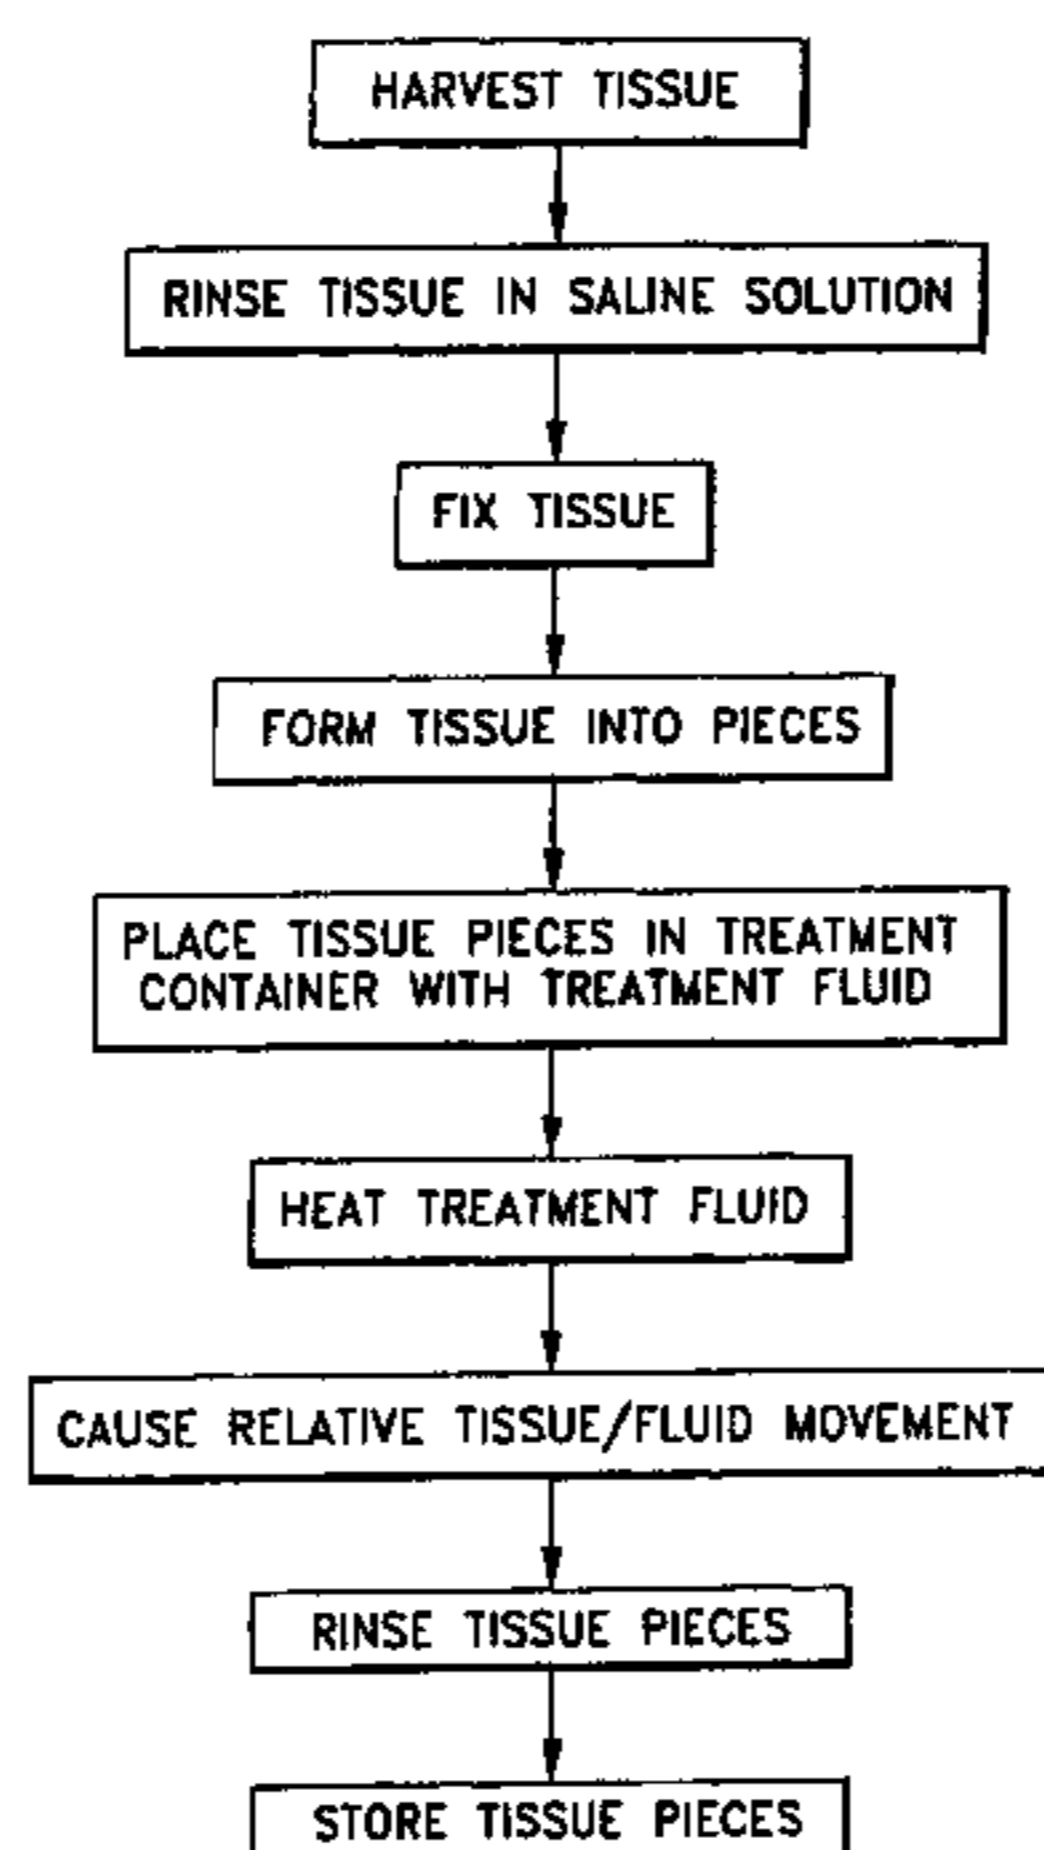 HARVEST TISSUE
RINSE TISSUE IN SALINE SOLUTION
FIX TISSUE
FORM TISSUE INTO PIECES
PLACE TISSUE PIECES IN TREATMENT
CONTAINER WITH TREATMENT FLUID
HEAT TREATMENT FLUID
CAUSE RELATIVE TISSUE/FLUID MOVEMENT
RINSE TISSUE PIECES
STORE TISSUE PIECES